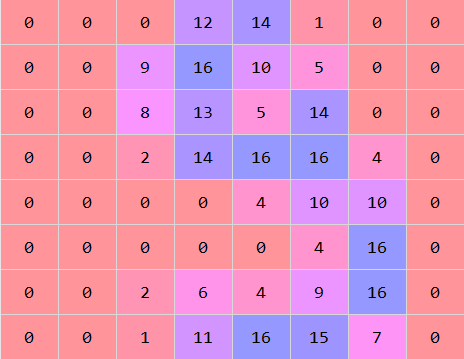 0 0 0 12 14 1 0 0
0 0 9 16 10 5 0 0
0 0 8 13 5 14 0 0
0 0 2 14 16 16 4 0
0 0 0 0 4 10 10 0
0 0 0 0 0 4 16 0
0 0 2 6 4 9 16 0
0 0 1 11 16 15 7 0